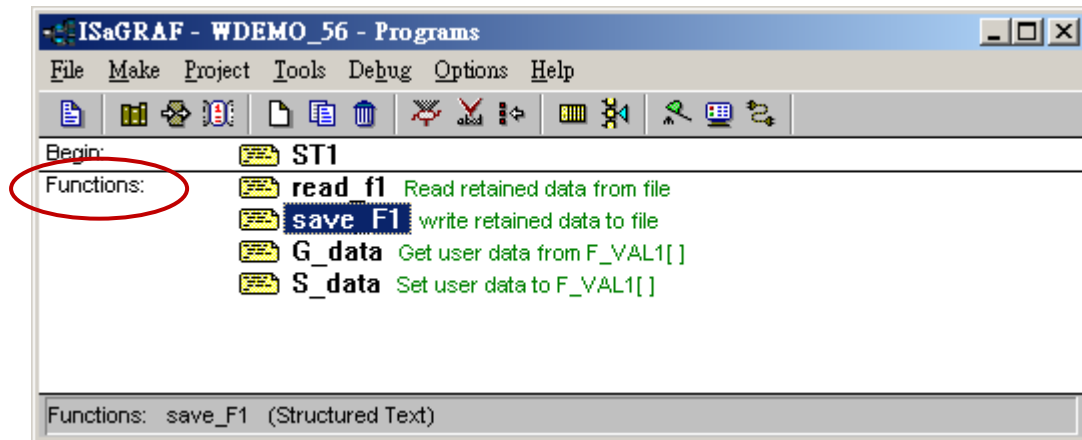 ISaGRAF - WDEMO_56 - Programs
File Make Project Tools Debug Options Help
Begin: ST1
Functions: read_f1 Read retained data from file
save_F1 write retained data to file
G_data Get user data from F_VAL1[ ]
S_data Set user data to F_VAL1[ ]
Functions: save_F1 (Structured Text)